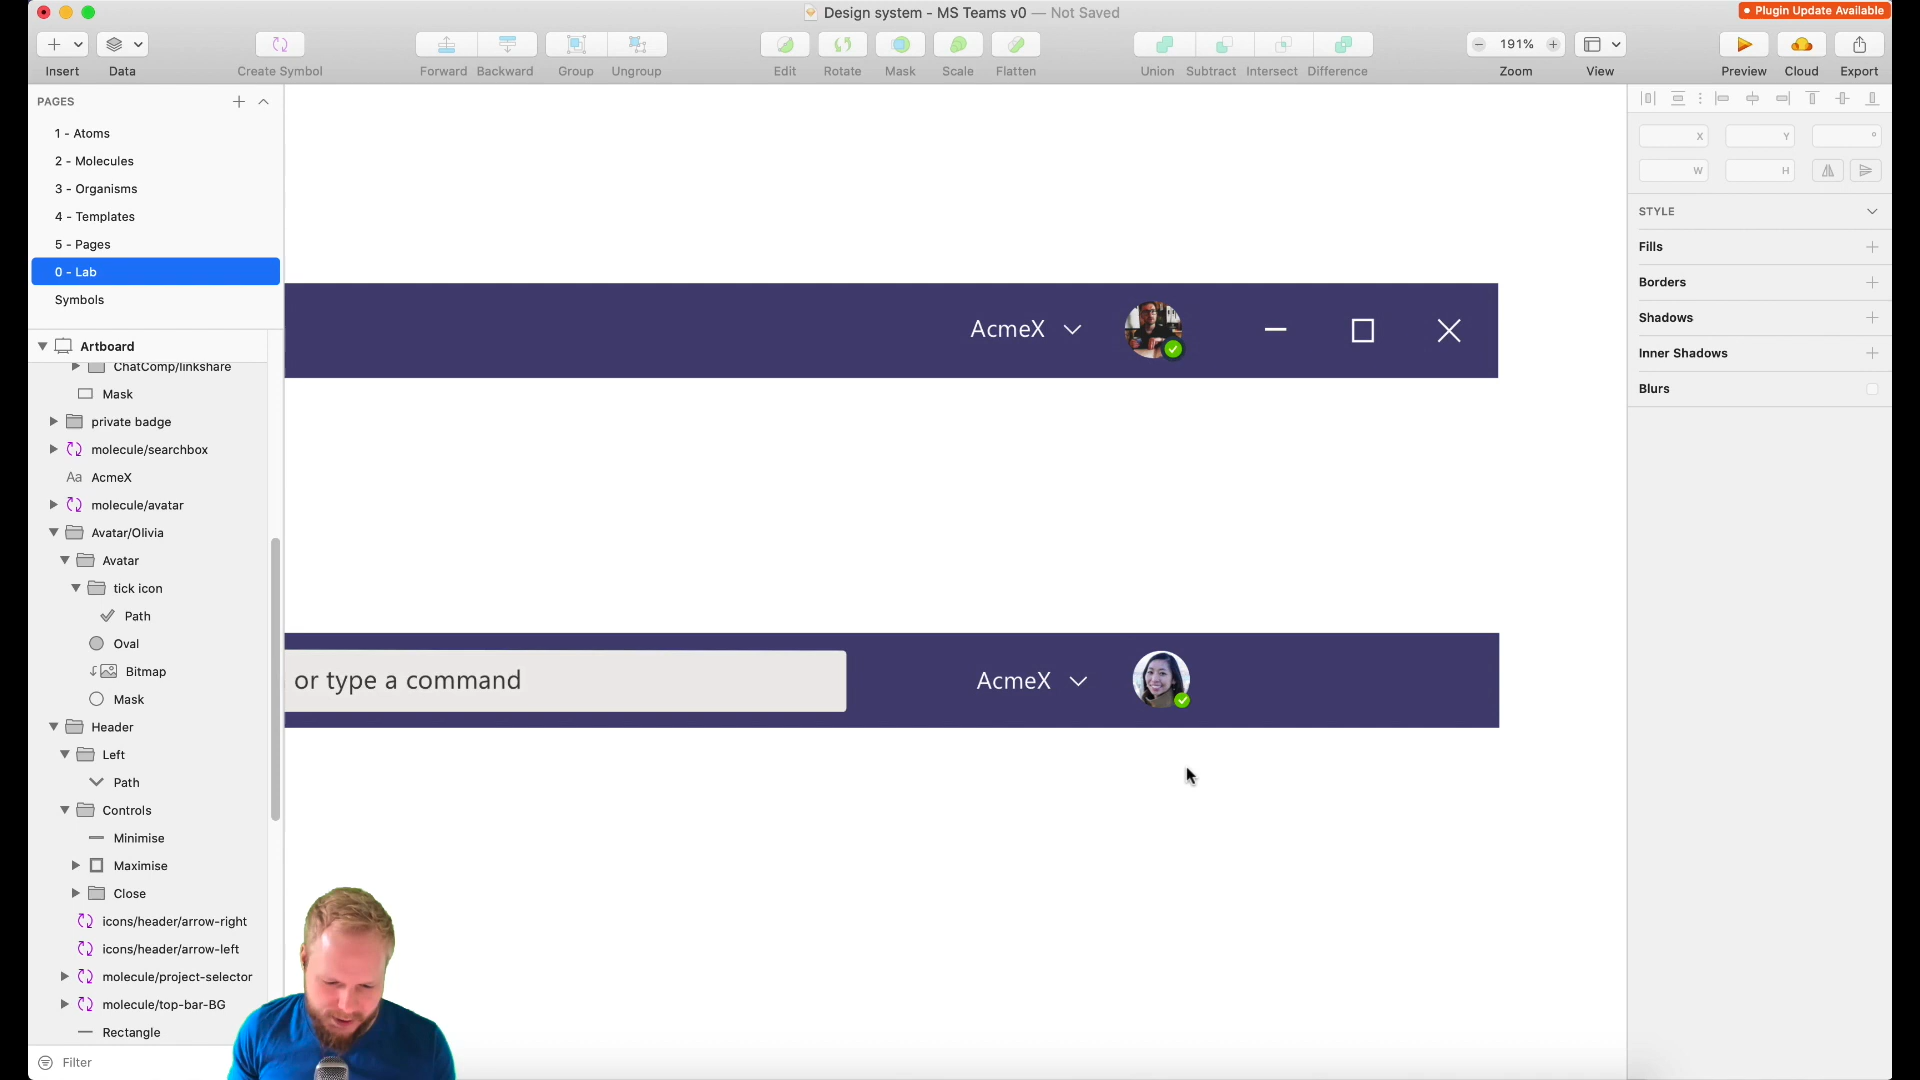 Design system - MS Teams v0 — Not Saved
Plugin Update Available
Insert
Data
Create Symbol
Forward
Backward
Group
Ungroup
Edit
Rotate
Mask
Scale
Flatten
Union
Subtract
Intersect
Difference
191%
Zoom
View
Preview
Cloud
Export
PAGES
1 - Atoms
2 - Molecules
3 - Organisms
4 - Templates
5 - Pages
0 - Lab
Symbols
Artboard
ChatComp/linkshare
Mask
private badge
molecule/searchbox
Aa AcmeX
molecule/avatar
Avatar/Olivia
Avatar
tick icon
Path
Oval
Bitmap
Mask
Header
Left
Path
Controls
Minimise
Maximise
Close
icons/header/arrow-right
icons/header/arrow-left
molecule/project-selector
molecule/top-bar-BG
Rectangle
Filter
AcmeX
or type a command
AcmeX
X
Y
°
W
H
STYLE
Fills
Borders
Shadows
Inner Shadows
Blurs